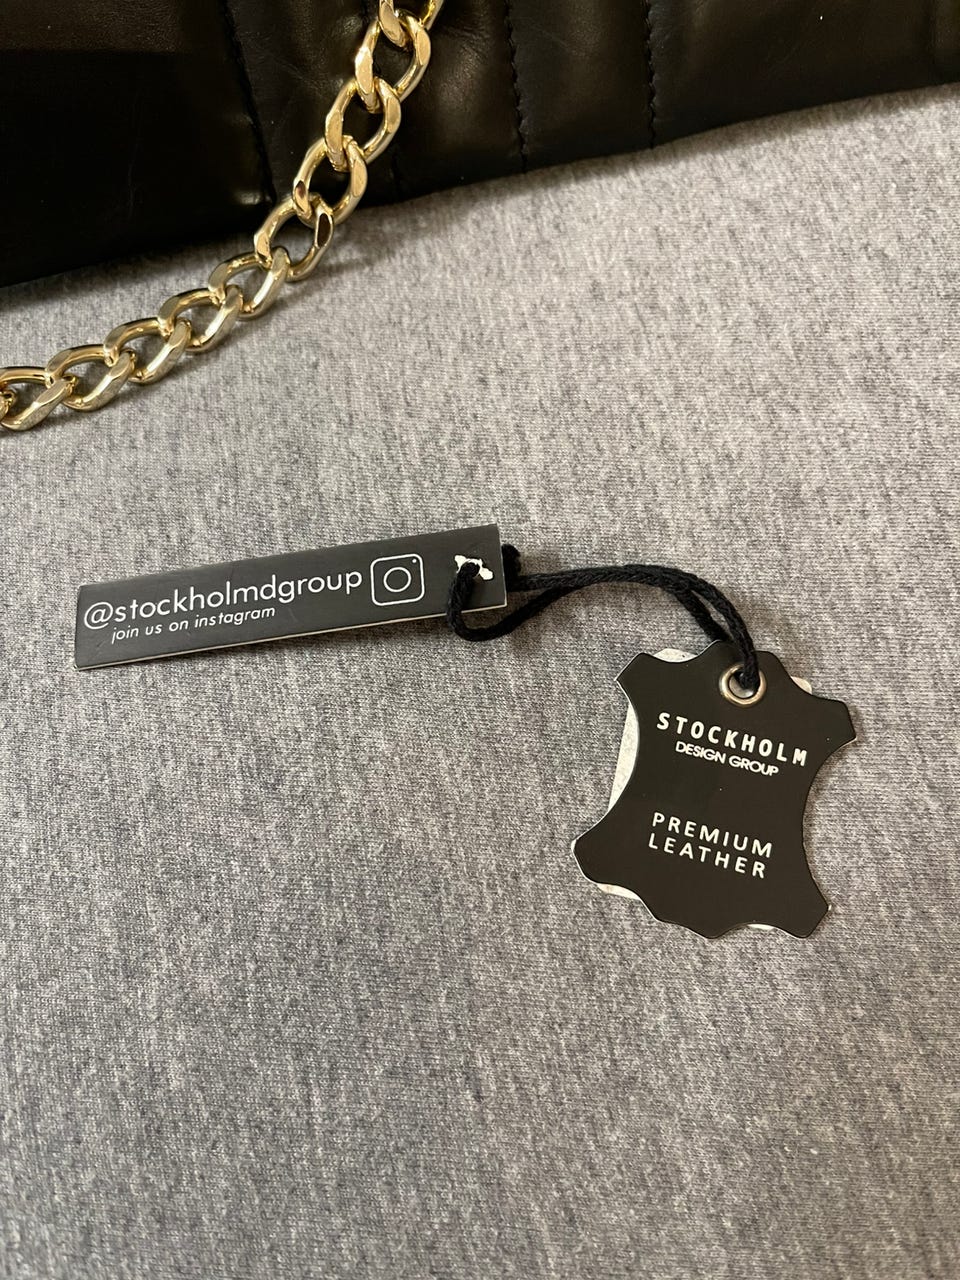 @stockholmdgroup
join us on instagram
STOCKHOLM
DESIGN GROUP
PREMIUM
LEATHER